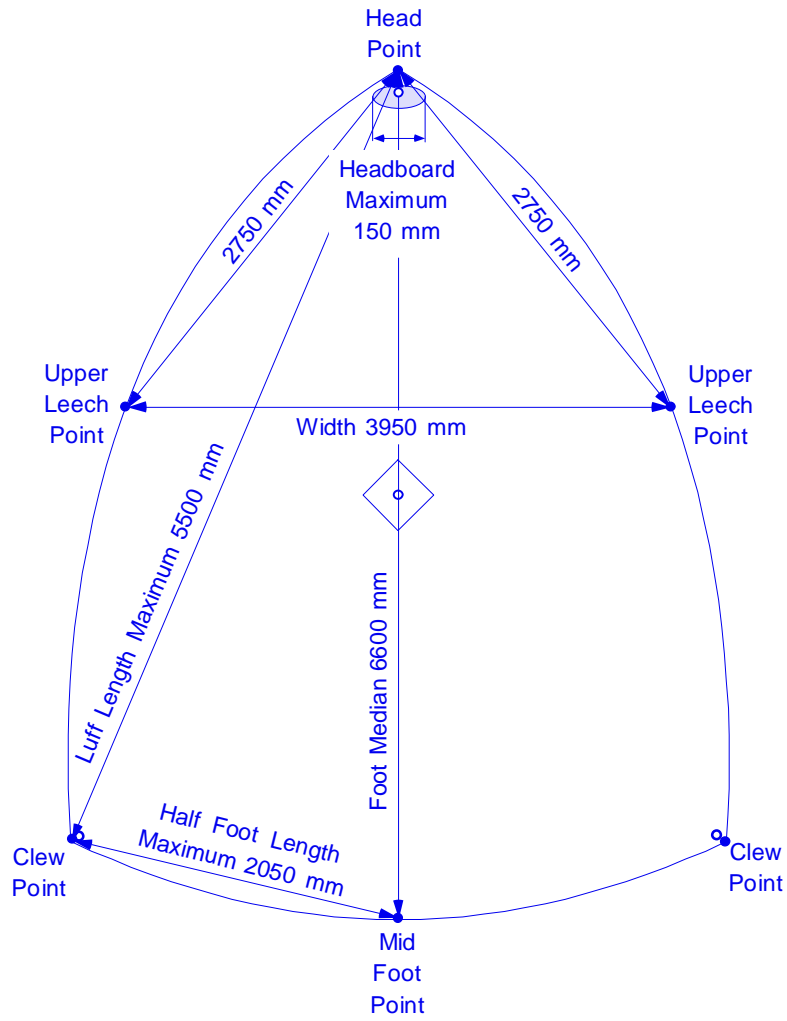 Head
Point
Headboard
Maximum
150 mm
2750 mm
2750 mm
Upper
Leech
Point
Upper
Leech
Point
Width 3950 mm
Luff Length Maximum 5500 mm
Foot Median 6600 mm
Half Foot Length
Maximum 2050 mm
Clew
Point
Clew
Point
Mid
Foot
Point